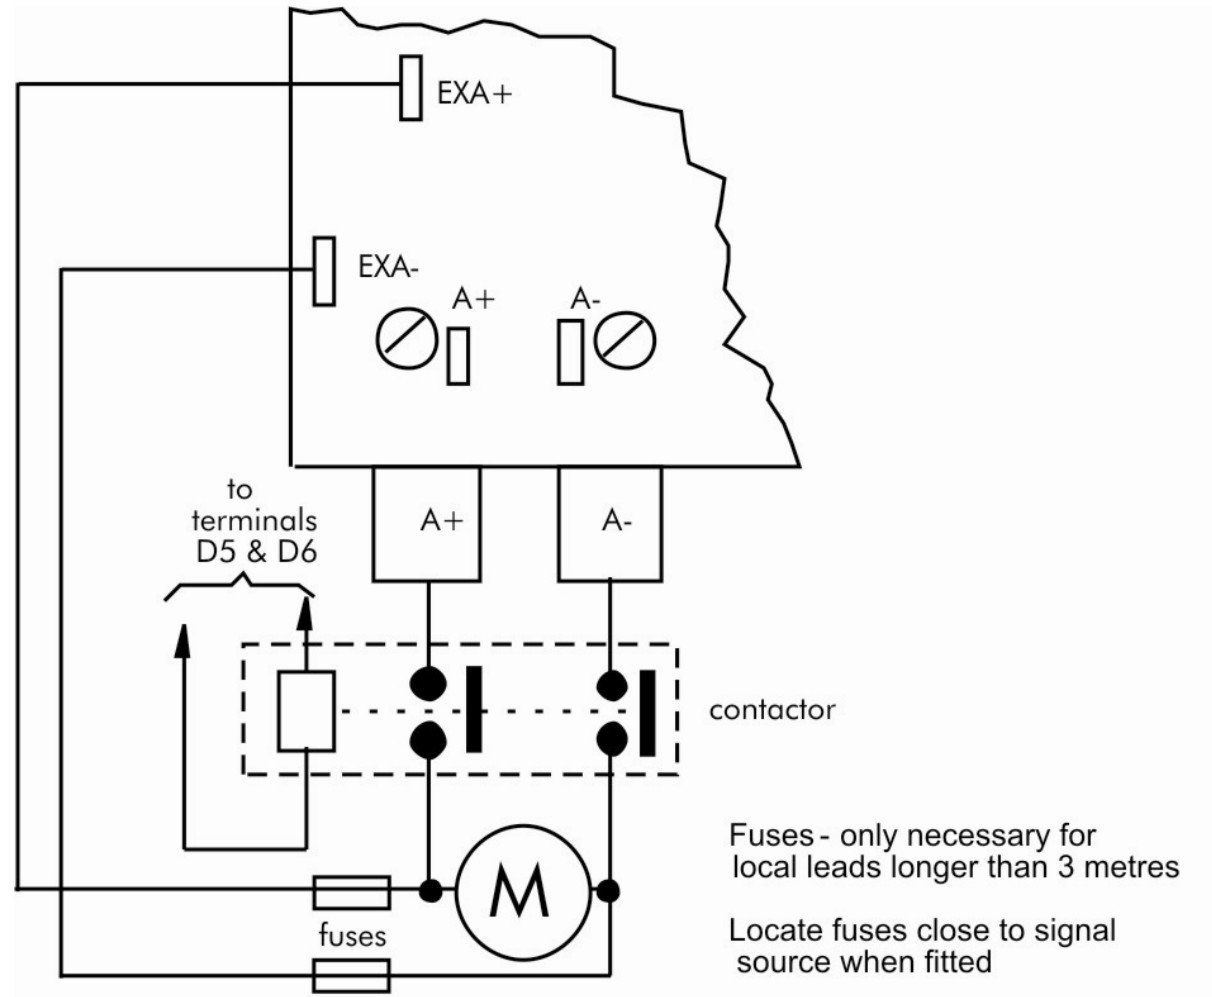 EXA+
EXA-
A+
A-
to
terminals
D5 & D6
A+
A-
contactor
M
fuses
Fuses - only necessary for
local leads longer than 3 metres
Locate fuses close to signal
source when fitted